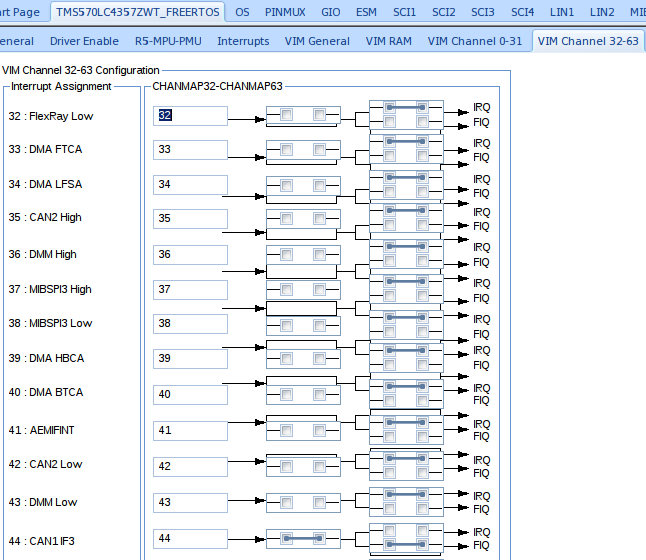 rt Page TMS570LC4357ZWT_FREERTOS OS PINMUX GIO ESM SCI1 SCI2 SCI3 SCI4 LIN1 LIN2 MIB
eneral Driver Enable R5-MPU-PMU Interrupts VIM General VIM RAM VIM Channel 0-31 VIM Channel 32-63
VIM Channel 32-63 Configuration
Interrupt Assignment CHANMAP32-CHANMAP63
32 : FlexRay Low 32 IRQ
FIQ
33 : DMA FTCA 33 IRQ
FIQ
34 : DMA LFSA 34 IRQ
FIQ
35 : CAN2 High 35 IRQ
FIQ
36 : DMM High 36 IRQ
FIQ
37 : MIBSPI3 High 37 IRQ
FIQ
38 : MIBSPI3 Low 38 IRQ
FIQ
39 : DMA HBCA 39 IRQ
FIQ
40 : DMA BTCA 40 IRQ
FIQ
41 : AEMIFINT 41 IRQ
FIQ
42 : CAN2 Low 42 IRQ
FIQ
43 : DMM Low 43 IRQ
FIQ
44 : CAN1 IF3 44 IRQ
FIQ